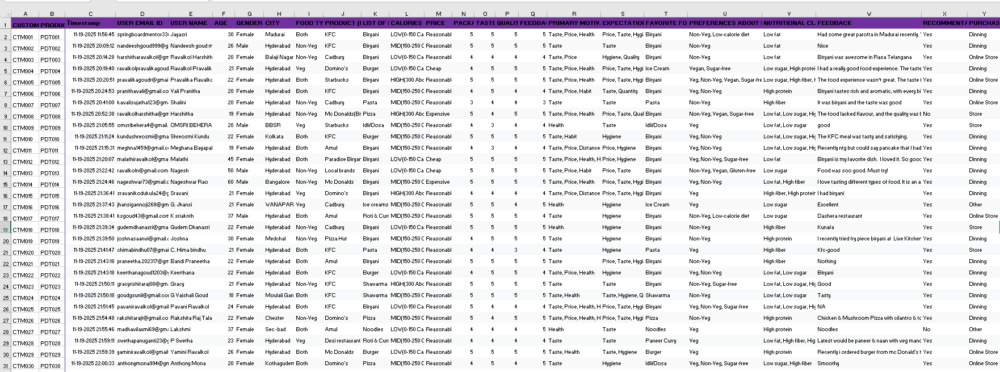 A B C D E F G H I J K L M N O P Q R S T U V W X Y
1 CUSTOM PRODUC Timestamp USER EMAIL ID USER NAME AGE GENDER CITY FOOD TY PRODUCT (I LIST OF I CALORIES PRICE PACKA TASTE QUALIT FEEDBA PRIMARY MOTIV. EXPECTATIO FAVORITE FO PREFERENCES ABOUT NUTRITIONAL CL. FEEDBACK RECOMMENTA PURCHAS
2 CTM001 PDT001 11-19-2025 11:56:45 springboardmentor33 Jayasri 30 Female Madurai Both KFC Biryani LOW(0-150 Ca Reasonabl 5 5 5 5 Taste, Price, Health Price, Taste, Hygi Biryani Non-Veg, Low-calorie diet Low fat Had some great parotta in Madurai recently. Yes Dinning
3 CTM002 PDT002 11-19-2025 20:09:12 nandeeshgoud999@g Nandeesh goud m 26 Male Hyderabad Non-Veg KFC Biryani MID(150-250 C Reasonabl 5 5 5 5 Taste Taste Biryani Non-Veg Low fat Nice Yes Dinning
4 CTM003 PDT003 11-19-2025 20:14:28 harshitharavalkol@gr Ravalkol Harshith 20 Female Balaji Nagar Non-Veg Cadbury Biryani LOW(0-150 Ca Reasonabl 4 4 4 4 Taste, Price Hygiene, Quality Biryani Non-Veg Low fat Biryani was awesome in Rasa Telangana Yes Online Store
5 CTM004 PDT004 11-19-2025 20:19:40 ravalkolpravalikagoud Ravalkol Pravalik 21 Female Hyderabad Veg Domino's Burger LOW(0-150 Ca Cheap 4 4 4 5 Taste, Price, Health Price, Taste, Hygi Ice Cream Vegan, Sugar-free Low sugar, High protei I had a really good food experience. The taste Yes Dinning
6 CTM005 PDT005 11-19-2025 20:20:51 pravalikagoudr@gmai Pravalika Ravalkc 22 Female Hyderabad Both Starbucks Biryani HIGH(300 Abc Reasonabl 5 5 5 5 Taste, Price, Health Price, Taste, Hygi Biryani Veg, Non-Veg, Vegan, Sugar-fre Low sugar, High fiber, H The food experience wasn't great. The taste Yes Online Store
7 CTM006 PDT006 11-19-2025 20:24:53 pranithavali@gmail.co Vali Pranitha 20 Female Hyderabad Both KFC Biryani MID(150-250 C Reasonabl 4 5 4 5 Taste, Price, Habit Taste, Quantity Biryani Veg, Non-Veg High protein Biryani tastes rich and aromatic, with every bi Yes Dinning
8 CTM007 PDT007 11-19-2025 20:41:00 kavalisujatha123@gm. Shalini 20 Female Hyderabad Non-Veg Cadbury Pasta MID(150-250 C Reasonabl 3 4 4 3 Taste Taste Pasta Non-Veg High fiber It was biryani and the taste was good Yes Online Store
9 CTM008 PDT008 11-19-2025 20:52:38 ravalkolharshitha@gr Harshitha 19 Female Hyderabad Non-Veg Mc Donalds(Br Pizza HIGH(300 Abc Expensive 5 4 5 5 Taste, Price, Health Price, Taste, Qual Biryani Non-Veg, Vegan, Sugar-free Low fat, Low sugar, Hig The food lacked flavour, and the quality was b No Store
10 CTM009 PDT009 11-19-2025 21:05:55 omsribehera4@gmail. OMSRI BEHERA 20 Male BBSR Veg Starbucks Idli/Dosa MID(150-250 C Reasonabl 4 3 4 4 Health Taste Idli/Dosa Veg Low fat, Low sugar good Yes Store
11 CTM010 PDT010 11-19-2025 21:11:24 kundushreosmi@gma Shreosmi Kundu 22 Female Kolkata Both KFC Burger MID(150-250 C Reasonabl 5 5 5 5 Taste, Habit Hygiene Biryani Veg, Non-Veg Low fat, Low sugar, Hig The KFC meal was tasty and satisfying. Yes Dinning
12 CTM011 PDT011 11-19-2025 21:15:31 meghna1459@gmail.c Meghana Bayapal 19 Female Hyderabad Both Amul Biryani MID(150-250 C Reasonabl 4 3 4 5 Taste, Price, Distance Price, Hygiene Biryani Veg, Non-Veg Low fat, Low sugar, Hig Recently ntg but could say pancake that I had Yes Dinning
13 CTM012 PDT012 11-19-2025 21:20:07 malathiravalkol@gma Malathi 45 Female Hyderabad Both Paradise Biryar Biryani LOW(0-150 Ca Cheap 5 5 5 5 Taste, Price, Health, H Price, Hygiene Biryani Veg, Non-Veg, Sugar-free Low fat Biryani is my favorite dish. I loved it. So gooc Yes Dinning
14 CTM013 PDT013 11-19-2025 21:22:42 ravalkoln@gmail.com Nagesh 50 Male Hyderabad Non-Veg Local brands Biryani LOW(0-150 Ca Cheap 5 5 5 5 Taste, Price, Habit Price, Taste Biryani Non-Veg, Vegan, Gluten-free Low sugar Food was soo good. Must try! Yes Dinning
15 CTM014 PDT014 11-19-2025 21:24:46 nageshwar73@gmail.c Nageshwar Rao 60 Male Bangalore Non-Veg Mc Donalds Biryani MID(150-250 C Expensive 4 5 5 5 Taste, Price, Health Price, Taste, Hygi Biryani Veg, Non-Veg Low fat, High fiber I love tasting different types of food. It is an a Yes Dinning
16 CTM015 PDT015 11-19-2025 21:36:41 sravanikodukula24@g Sravani 21 Female Hyderabad Veg Domino's Biryani HIGH(300 Abc Reasonabl 4 4 4 5 Taste, Price, Distance Price, Taste, Hygi Biryani Veg High fiber, High protein I had biryani Yes Dinning
17 CTM016 PDT016 11-19-2025 21:37:43 jhansigannoji268@gm G. Jhansi 21 Female WANAPAR Veg Cadbury Ice creams MID(150-250 C Reasonabl 5 5 4 5 Health Hygiene Ice Cream Veg Low sugar Excellent Yes Other
18 CTM017 PDT017 11-19-2025 21:38:41 ksgoud43@gmail.com K sriaknth 37 Male Hyderabad Both Amul Roti & Curr MID(150-250 C Reasonabl 5 5 5 4 Taste Hygiene Biryani Non-Veg, Low-calorie diet Low sugar Dashera restaurant Yes Online Store
19 CTM018 PDT018 11-19-2025 21:39:34 gudemdhanasri@gma Gudem Dhanasri 22 Female Hyderabad Non-Veg Cadbury Biryani LOW(0-150 Ca Reasonabl 5 5 5 5 Health Hygiene Biryani Non-Veg High fiber Kunafa Yes Store
20 CTM019 PDT019 11-19-2025 21:39:50 joshnasaanvi@gmail.c Joshna 30 Female Medchal Non-Veg Pizza Hut Biryani MID(150-250 C Reasonabl 4 5 5 4 Taste Hygiene Biryani Non-Veg High protein I recently tried fry piece biryani at Live Kitchen Yes Dinning
21 CTM020 PDT020 11-19-2025 21:41:47 chimabindhu07@gmai C. Hima bindhu 21 Female Hyderabad Both KFC Pasta MID(150-250 C Reasonabl 4 4 3 4 Taste Hygiene Pasta Veg High fiber Kfc-good Yes Store
22 CTM021 PDT021 11-19-2025 21:43:18 praneetha.202317@gr Bandi Praneetha 22 Female Hyderabad Both Amul Biryani MID(150-250 C Reasonabl 5 5 5 5 Taste Price, Taste, Hygi Biryani Non-Veg High fiber Nothing Yes Dinning
23 CTM022 PDT022 11-19-2025 21:43:18 keerthanagoud1203@ Keerthana 22 Female Hyderabad Both KFC Burger LOW(0-150 Ca Reasonabl 4 5 5 5 Taste Price, Taste, Hygi Biryani Veg, Non-Veg Low fat, Low sugar Biryani Yes Dinning
24 CTM023 PDT023 11-19-2025 21:50:11 gracyrishitaraj08@gm. Gracy 21 Female Hyderabad Non-Veg KFC Shawarma HIGH(300 Abc Reasonabl 5 5 5 5 Taste Taste Biryani Non-Veg, Sugar-free Low fat, Low sugar, Hig Good Yes Dinning
25 CTM024 PDT024 11-19-2025 21:50:18 goudgsunil@gmail.co G Vaishali Goud 18 Female Moulali Gan Both KFC Shawarma MID(150-250 C Reasonabl 5 5 5 5 Taste, Health Taste, Hygiene, Q Shawarma Non-Veg Low fat, Low sugar Tasty Yes Dinning
26 CTM025 PDT025 11-19-2025 21:51:45 pavaniravalkol@gmail Pavani Ravalkol 24 Female Hyderabad Both KFC Biryani LOW(0-150 Ca Reasonabl 4 5 5 5 Taste, Price, Health, H Price, Taste, Hygi Biryani Veg, Non-Veg, Sugar-free Low fat, Low sugar, Hig NA Yes Dinning
27 CTM026 PDT026 11-19-2025 21:54:48 rakshitarajt@gmail.co Rakshita Raj Tala 22 Female Chester Non-Veg Domino's Pizza MID(150-250 C Reasonabl 4 5 5 5 Taste, Price, Health, H Price, Taste, Hygi Pizza Non-Veg High protein Chicken & Mushroom Pizza with cilantro & tc Yes Dinning
28 CTM027 PDT027 11-19-2025 21:55:46 madhavilaxmi69@gm Lakshmi 37 Female Sec -bad Both Amul Noodles LOW(0-150 Ca Reasonabl 4 4 4 5 Health Taste Noodles Veg High protein Noodles No Other
29 CTM028 PDT028 11-19-2025 21:59:11 swethapanuganti23@g P Swetha 23 Female Hyderabad Veg Desi restaurant Roti & Curr MID(150-250 C Reasonabl 4 4 4 5 Taste Taste Paneer Curry Veg Low fat, High fiber, Hig Latest would be paneer & naan with veg manc Yes Dinning
30 CTM029 PDT029 11-19-2025 21:59:39 yaminiravalkol@gmail Yamini Ravalkol 26 Female Hyderabad Both Mc Donalds Burger LOW(0-150 Ca Reasonabl 5 5 5 5 Taste, Health Taste, Hygiene Burger Veg High protein Recently i ordered burger from mc Donald's t Yes Online Store
31 CTM030 PDT030 11-19-2025 22:00:33 anthonymona994@gr Anthony Mona 20 Female Kothagudem Both Domino's Pizza MID(150-250 C Reasonabl 4 5 4 4 Taste Hygiene Idli/Dosa Veg, Non-Veg, Sugar-free Low sugar, High fiber Smoothy Yes Online Store